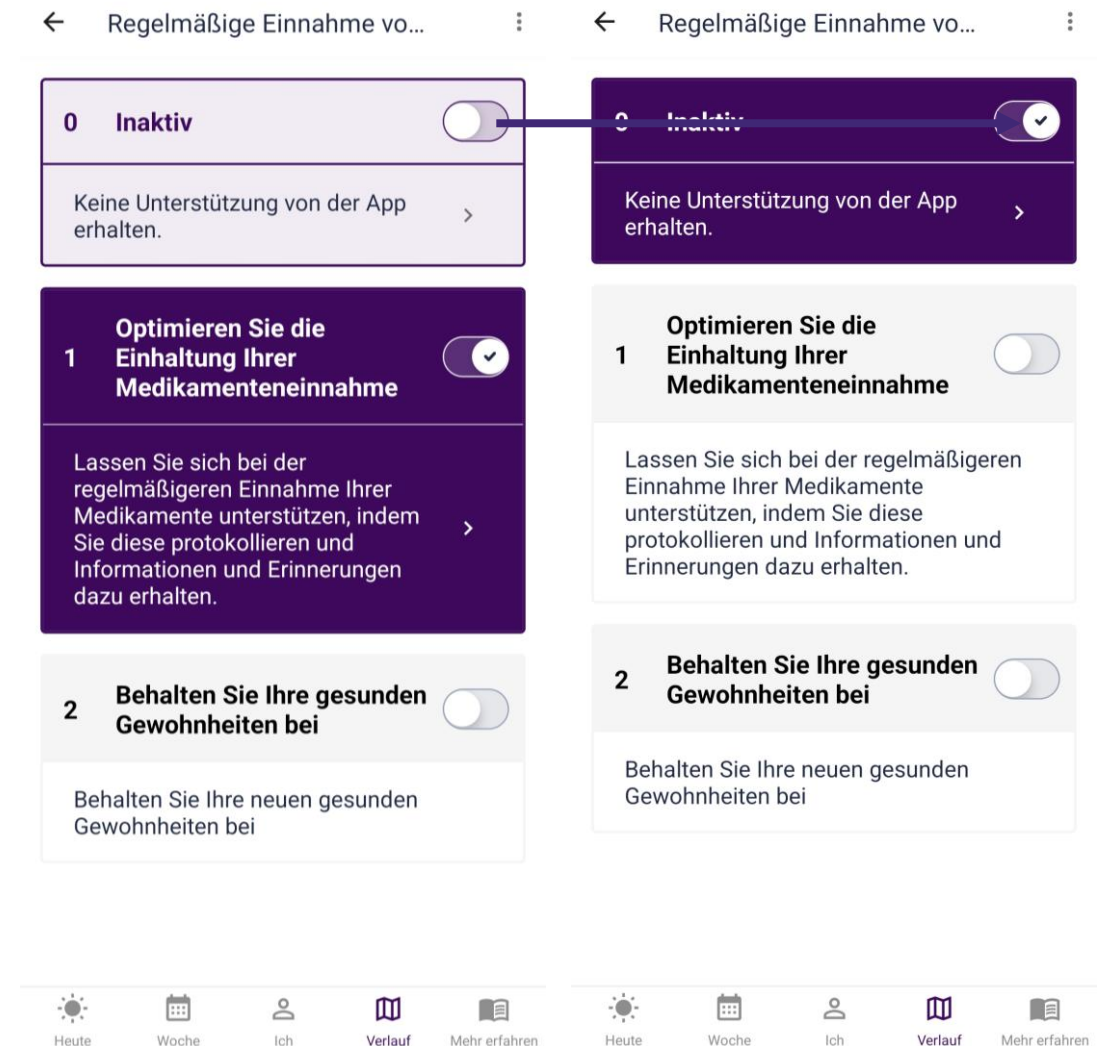 Regelmäßige Einnahme vo...
0 Inaktiv
Keine Unterstützung von der App
erhalten.
1 Optimieren Sie die
Einhaltung Ihrer
Medikamenteneinnahme
Lassen Sie sich bei der
regelmäßigeren Einnahme Ihrer
Medikamente unterstützen, indem
Sie diese protokollieren und
Informationen und Erinnerungen
dazu erhalten.
2 Behalten Sie Ihre gesunden
Gewohnheiten bei
Behalten Sie Ihre neuen gesunden
Gewohnheiten bei
Heute Woche Ich Verlauf Mehr erfahren
Regelmäßige Einnahme vo...
0 Inaktiv
Keine Unterstützung von der App
erhalten.
1 Optimieren Sie die
Einhaltung Ihrer
Medikamenteneinnahme
Lassen Sie sich bei der regelmäßigeren
Einnahme Ihrer Medikamente
unterstützen, indem Sie diese
protokollieren und Informationen und
Erinnerungen dazu erhalten.
2 Behalten Sie Ihre gesunden
Gewohnheiten bei
Behalten Sie Ihre neuen gesunden
Gewohnheiten bei
Heute Woche Ich Verlauf Mehr erfahren